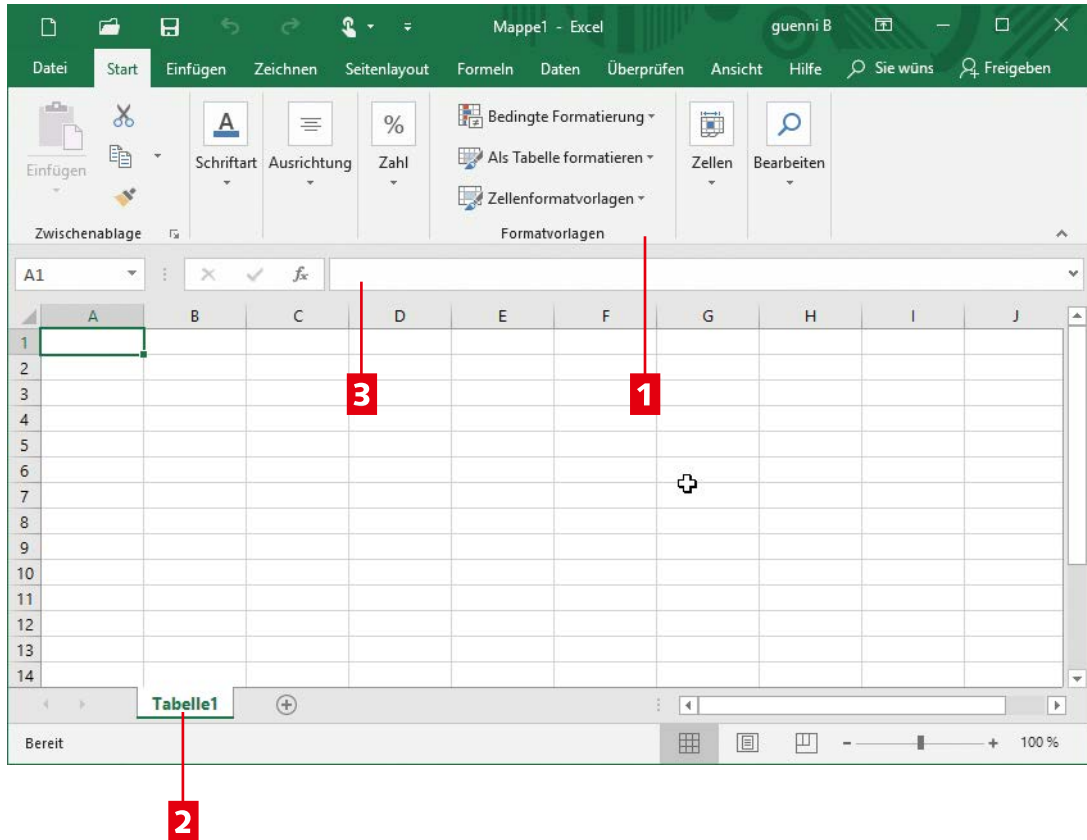 Mappe1 - Excel guenni B
Datei Start Einfügen Zeichnen Seitenlayout Formeln Daten Überprüfen Ansicht Hilfe Sie wüns Freigeben
Einfügen
A Schriftart
Ausrichtung
% Zahl
Bedingte Formatierung
Als Tabelle formatieren
Zellenformatvorlagen
Zellen
Bearbeiten
Zwischenablage Formatvorlagen
A1 fx
A B C D E F G H I J
1
2
3
4
5
6
7
8
9
10
11
12
13
14
3 1
Tabelle1
Bereit - + 100 %
2